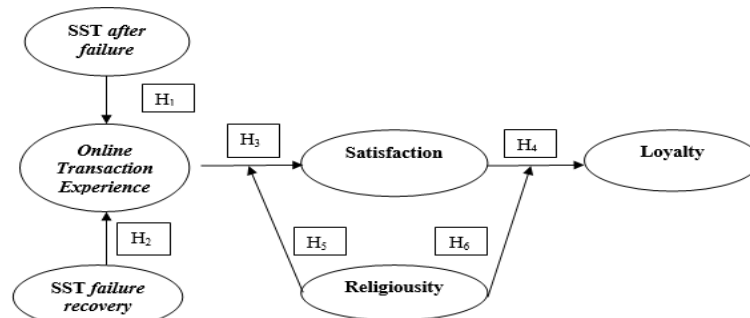 SST after
failure
H₁
Online
Transaction
Experience
H₃
Satisfaction
H₄
Loyalty
H₂
H₅
H₆
SST failure
recovery
Religiousity